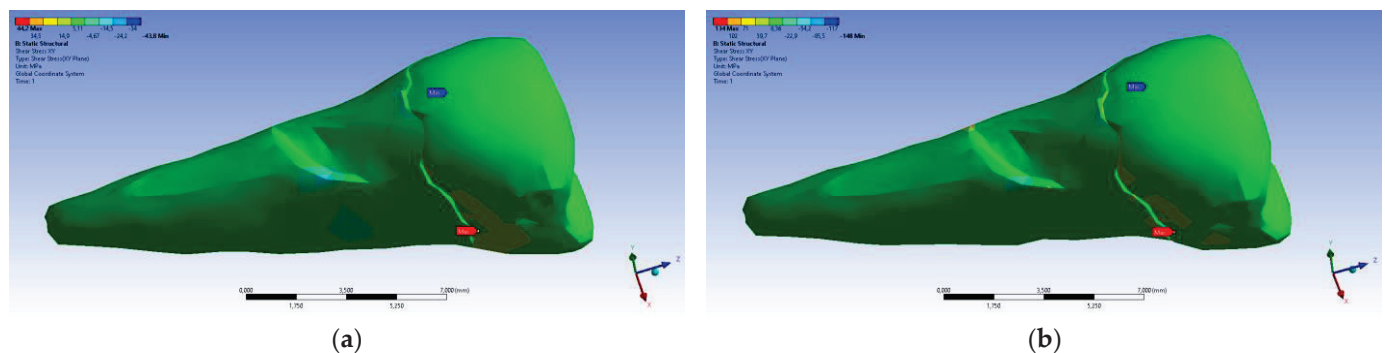 44,2 Max 5,11 -14,5 -34
34,5 14,9 -4,67 -24,2 -43,8 Min
B: Static Structural
Shear Stress XY
Type: Shear Stress(XY Plane)
Unit: MPa
Global Coordinate System
Time: 1
Min
Max
Y
Z
X
0,000 3,500 7,000 (mm)
1,750 5,250
(a)
134 Max 71 8,36 -54,2 -117
102 39,7 -22,9 -85,5 -148 Min
B: Static Structural
Shear Stress XY
Type: Shear Stress(XY Plane)
Unit: MPa
Global Coordinate System
Time: 1
Min
Max
Y
Z
X
0,000 3,500 7,000 (mm)
1,750 5,250
(b)